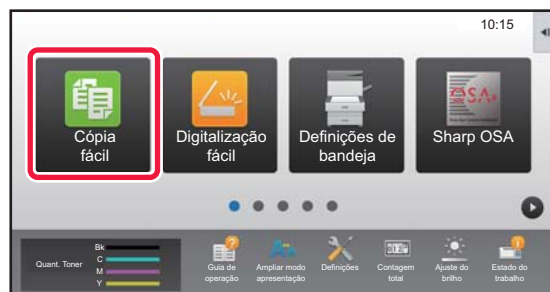 10:15
Cópia
fácil
Digitalização
fácil
Definições de
bandeja
Sharp OSA
OSA
Quant. Toner
Bk
C
M
Y
Guia de
operação
Ampliar modo
apresentação
Definições
Contagem
total
Ajuste do
brilho
Estado do
trabalho